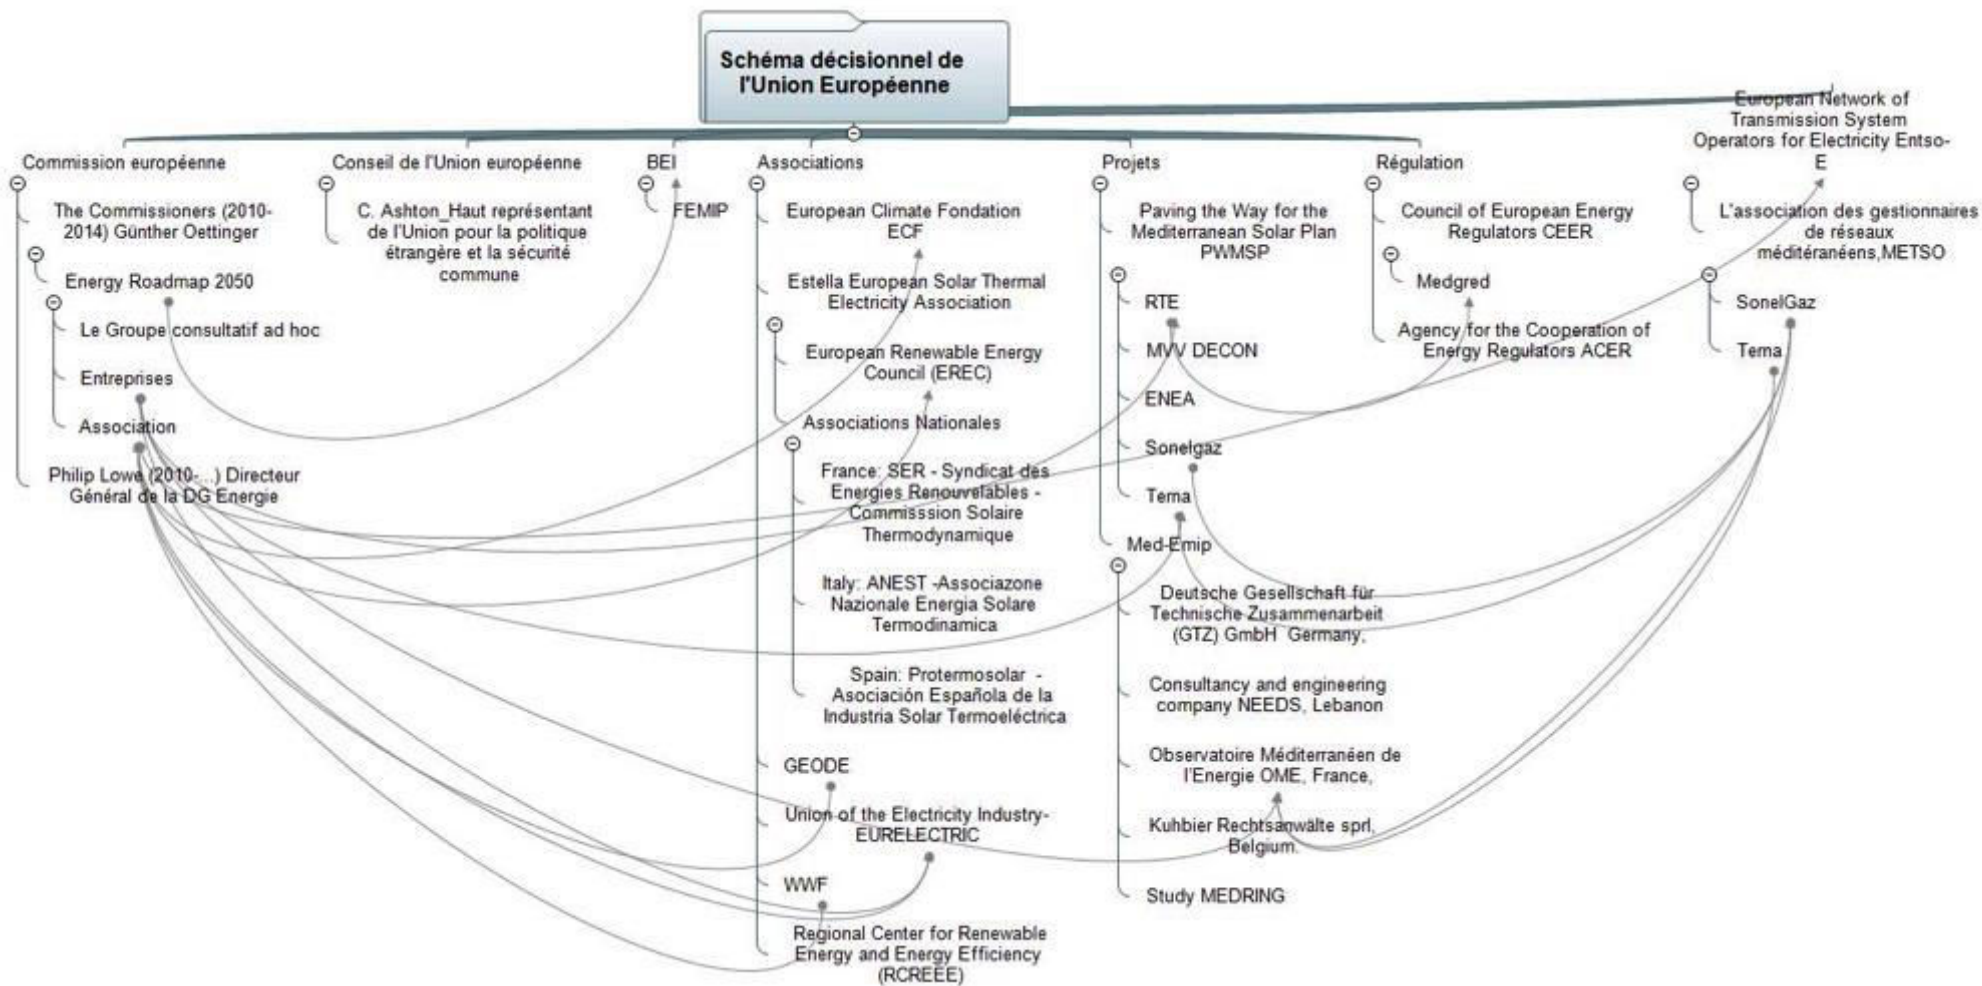 Schéma décisionnel de
l'Union Européenne
Commission européenne
The Commissioners (2010-
2014) Günther Oettinger
Energy Roadmap 2050
Le Groupe consultatif ad hoc
Entreprises
Association
Philip Lowe (2010-...) Directeur
Général de la DG Energie
Conseil de l'Union européenne
C. Ashton_Haut représentant
de l'Union pour la politique
étrangère et la sécurité
commune
BEI
FEMIP
Associations
European Climate Fondation
ECF
Estella European Solar Thermal
Electricity Association
European Renewable Energy
Council (EREC)
Associations Nationales
France: SER - Syndicat des
Energies Renouvelables -
Commisssion Solaire
Thermodynamique
Italy: ANEST -Associazone
Nazionale Energia Solare
Termodinamica
Spain: Protermosolar -
Asociación Española de la
Industria Solar Termoeléctrica
GEODE
Union of the Electricity Industry-
EURELECTRIC
WWF
Regional Center for Renewable
Energy and Energy Efficiency
(RCREEE)
Projets
Paving the Way for the
Mediterranean Solar Plan
PWMSP
RTE
MVV DECON
ENEA
Sonelgaz
Terna
Med-Emip
Deutsche Gesellschaft für
Technische Zusammenarbeit
(GTZ) GmbH Germany,
Consultancy and engineering
company NEEDS, Lebanon
Observatoire Méditerranéen de
l'Energie OME, France,
Kuhbier Rechtsanwälte sprl,
Belgium.
Study MEDRING
Régulation
Council of European Energy
Regulators CEER
Medgred
Agency for the Cooperation of
Energy Regulators ACER
European Network of
Transmission System
Operators for Electricity Entso-
E
L'association des gestionnaires
de réseaux
méditéranéens,METSO
SonelGaz
Terna